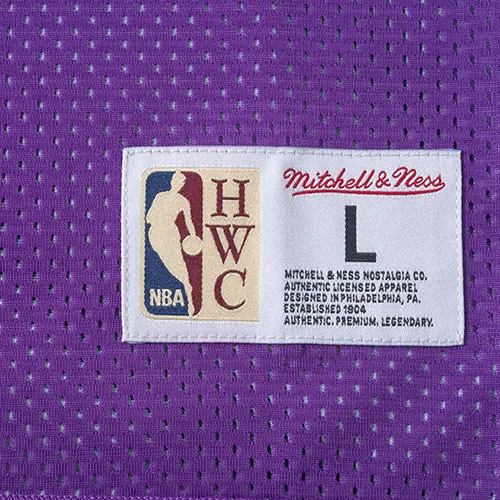 NBA
H
W
C
Mitchell & Ness
L
MITCHELL & NESS NOSTALGIA CO.
AUTHENTIC LICENSED APPAREL
DESIGNED IN PHILADELPHIA, PA.
ESTABLISHED 1904
AUTHENTIC. PREMIUM. LEGENDARY.